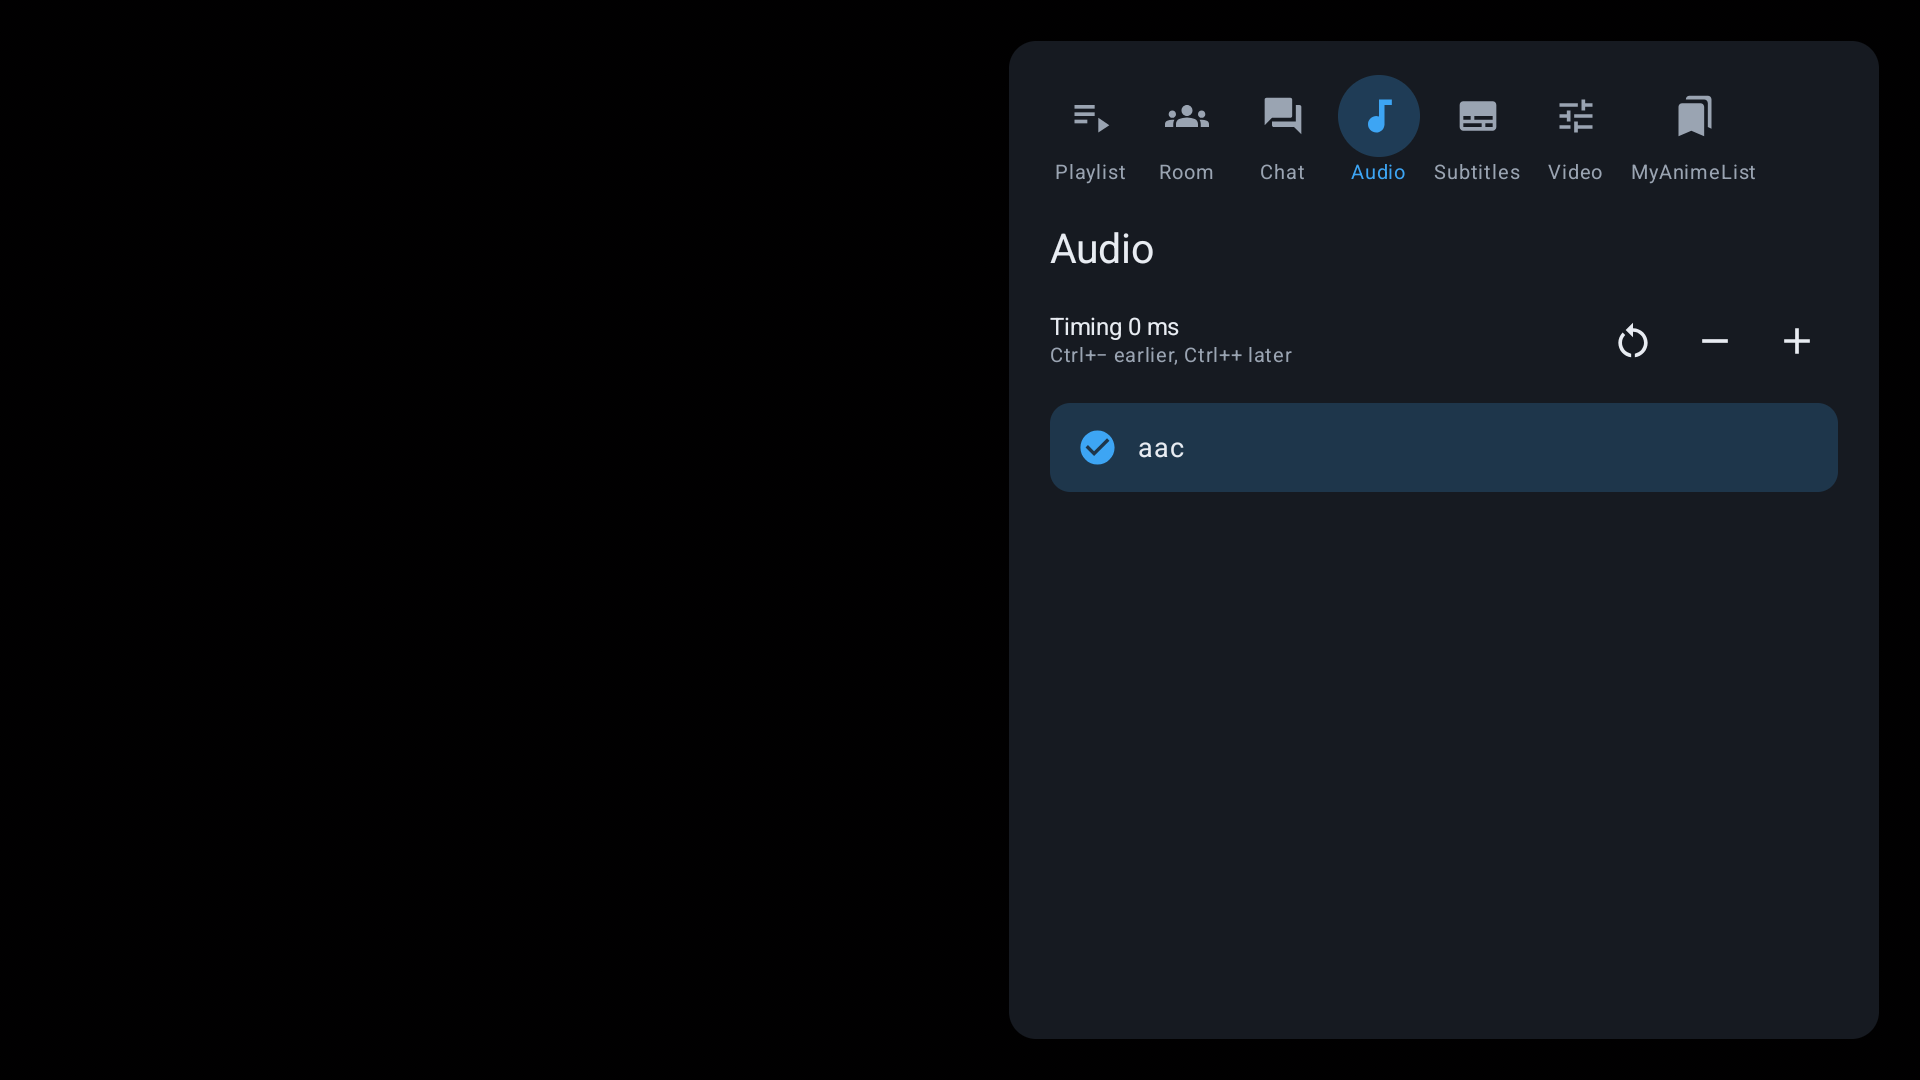 Playlist Room Chat Audio Subtitles Video MyAnimeList
Audio
Timing 0 ms
Ctrl+− earlier, Ctrl++ later
aac